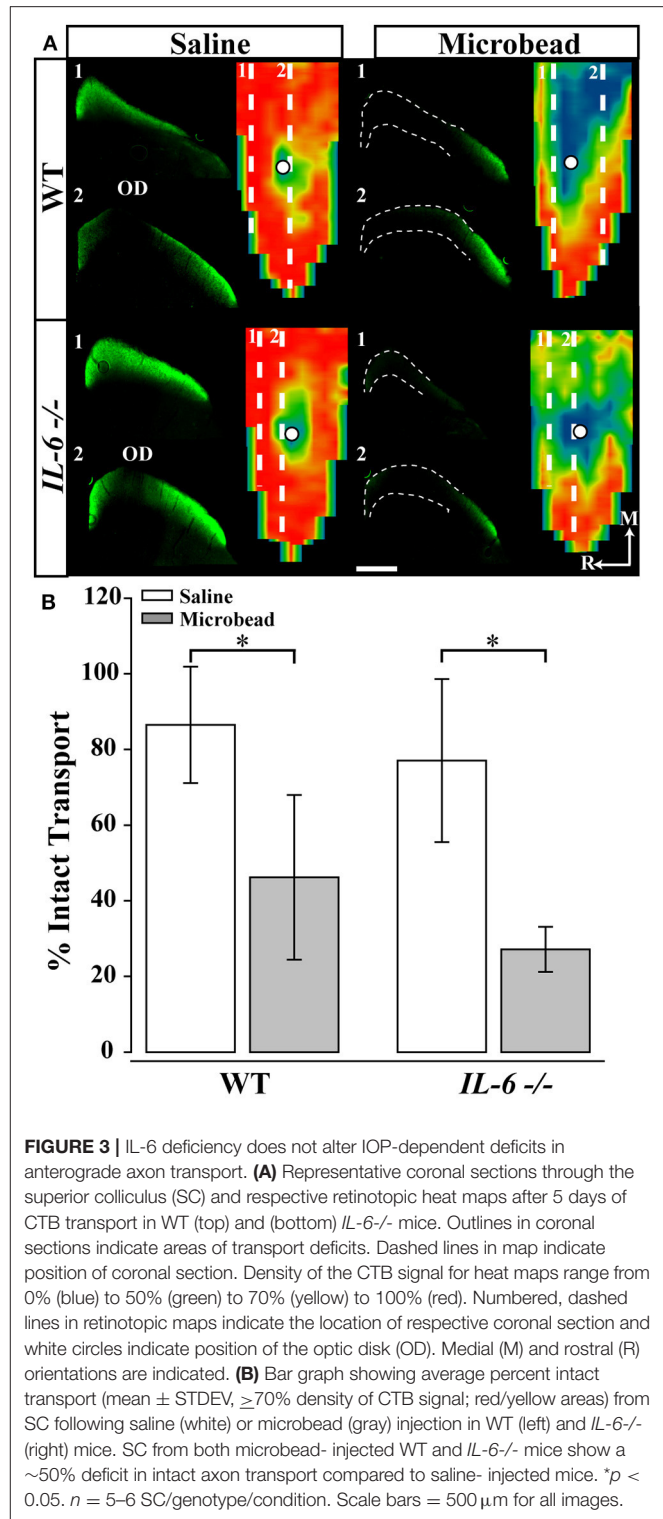 A
Saline
Microbead
WT
1
1 2
1
1 2
OD
2
2
IL-6 -/-
1
1 2
1
1 2
OD
2
2
M
R
B
% Intact Transport
120
100
80
60
40
20
0
Saline
Microbead
*
*
WT
IL-6 -/-
FIGURE 3 | IL-6 deficiency does not alter IOP-dependent deficits in
anterograde axon transport. (A) Representative coronal sections through the
superior colliculus (SC) and respective retinotopic heat maps after 5 days of
CTB transport in WT (top) and (bottom) IL-6-/- mice. Outlines in coronal
sections indicate areas of transport deficits. Dashed lines in map indicate
position of coronal section. Density of the CTB signal for heat maps range from
0% (blue) to 50% (green) to 70% (yellow) to 100% (red). Numbered, dashed
lines in retinotopic maps indicate the location of respective coronal section and
white circles indicate position of the optic disk (OD). Medial (M) and rostral (R)
orientations are indicated. (B) Bar graph showing average percent intact
transport (mean ± STDEV, ≥70% density of CTB signal; red/yellow areas) from
SC following saline (white) or microbead (gray) injection in WT (left) and IL-6-/-
(right) mice. SC from both microbead- injected WT and IL-6-/- mice show a
~50% deficit in intact axon transport compared to saline- injected mice. *p <
0.05. n = 5–6 SC/genotype/condition. Scale bars = 500 μm for all images.